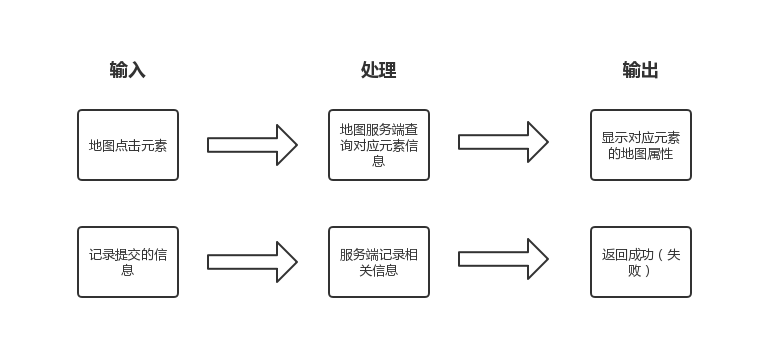 输入
处理
输出
地图点击元素
地图服务端查
询对应元素信
息
显示对应元素
的地图属性
记录提交的信
息
服务端记录相
关信息
返回成功（失
败）